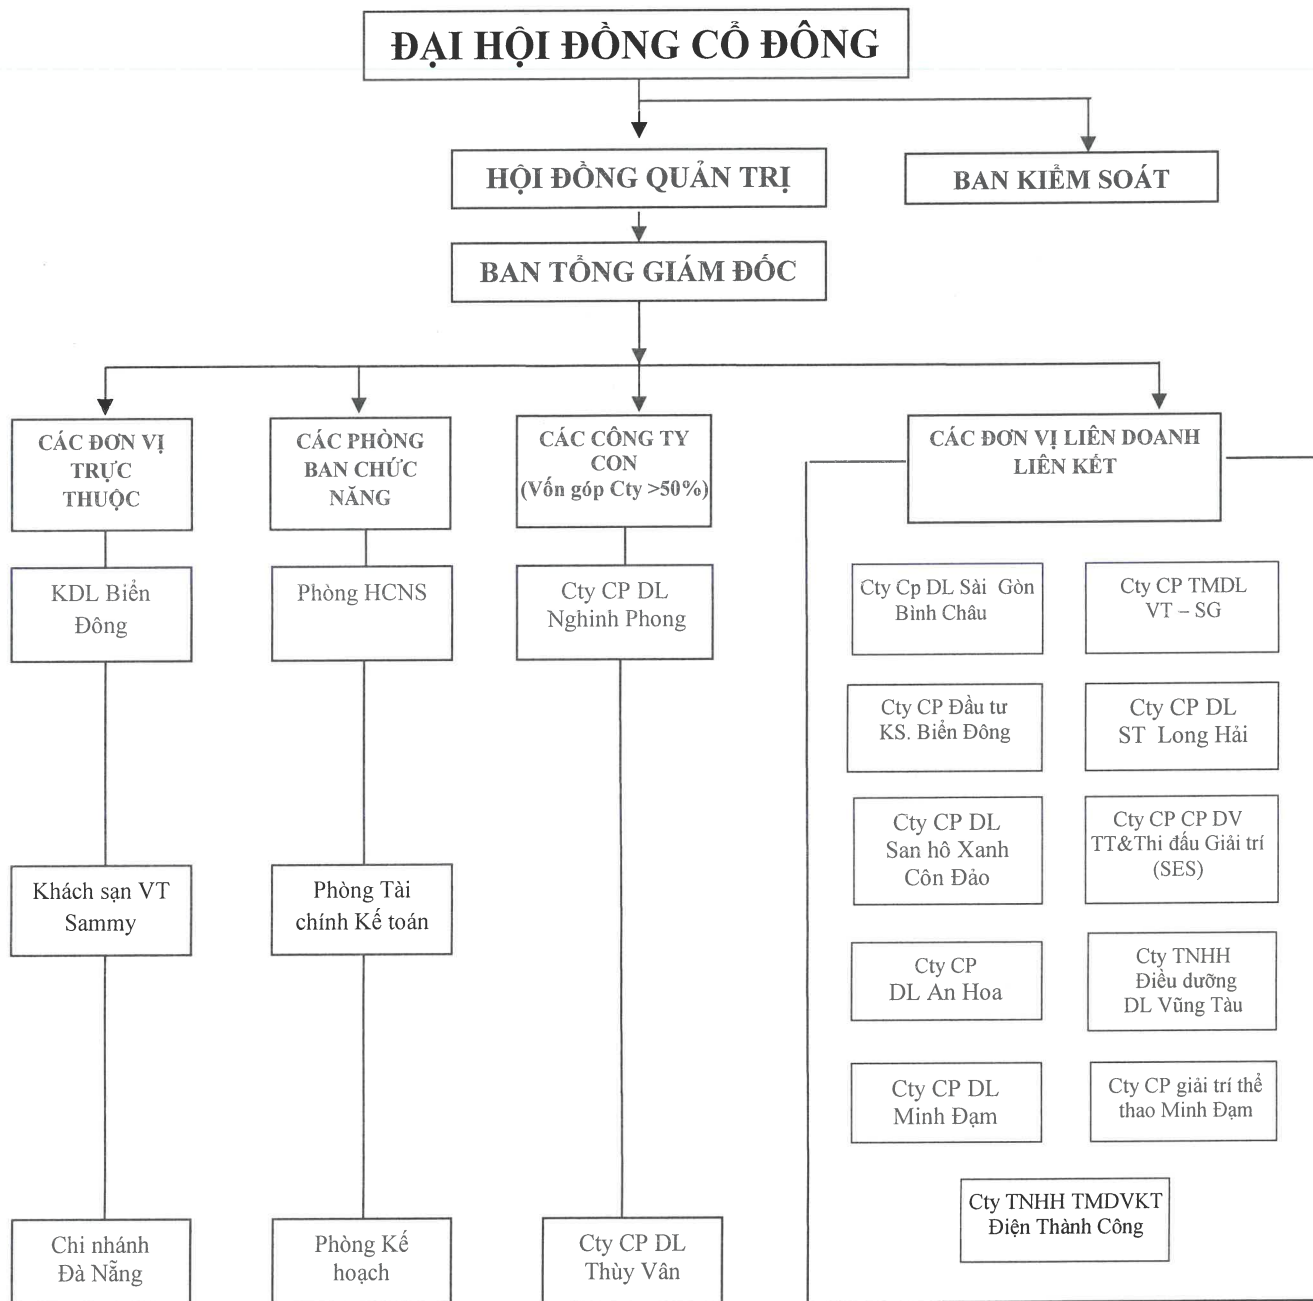 ĐẠI HỘI ĐỒNG CỔ ĐÔNG
HỘI ĐỒNG QUẢN TRỊ
BAN KIỂM SOÁT
BAN TỔNG GIÁM ĐỐC
CÁC ĐƠN VỊ
TRỰC
THUỘC
CÁC PHÒNG
BAN CHỨC
NĂNG
CÁC CÔNG TY
CON
(Vốn góp Cty >50%)
CÁC ĐƠN VỊ LIÊN DOANH
LIÊN KẾT
KDL Biển
Đông
Phòng HCNS
Cty CP DL
Nghinh Phong
Cty Cp DL Sài Gòn
Bình Châu
Cty CP TMDL
VT – SG
Cty CP Đầu tư
KS. Biển Đông
Cty CP DL
ST Long Hải
Cty CP DL
San hô Xanh
Côn Đảo
Cty CP CP DV
TT&Thi đấu Giải trí
(SES)
Khách sạn VT
Sammy
Phòng Tài
chính Kế toán
Cty CP
DL An Hoa
Cty TNHH
Điều dưỡng
DL Vũng Tàu
Cty CP DL
Minh Đạm
Cty CP giải trí thể
thao Minh Đạm
Cty TNHH TMDVKT
Điện Thành Công
Chi nhánh
Đà Nẵng
Phòng Kế
hoạch
Cty CP DL
Thùy Vân